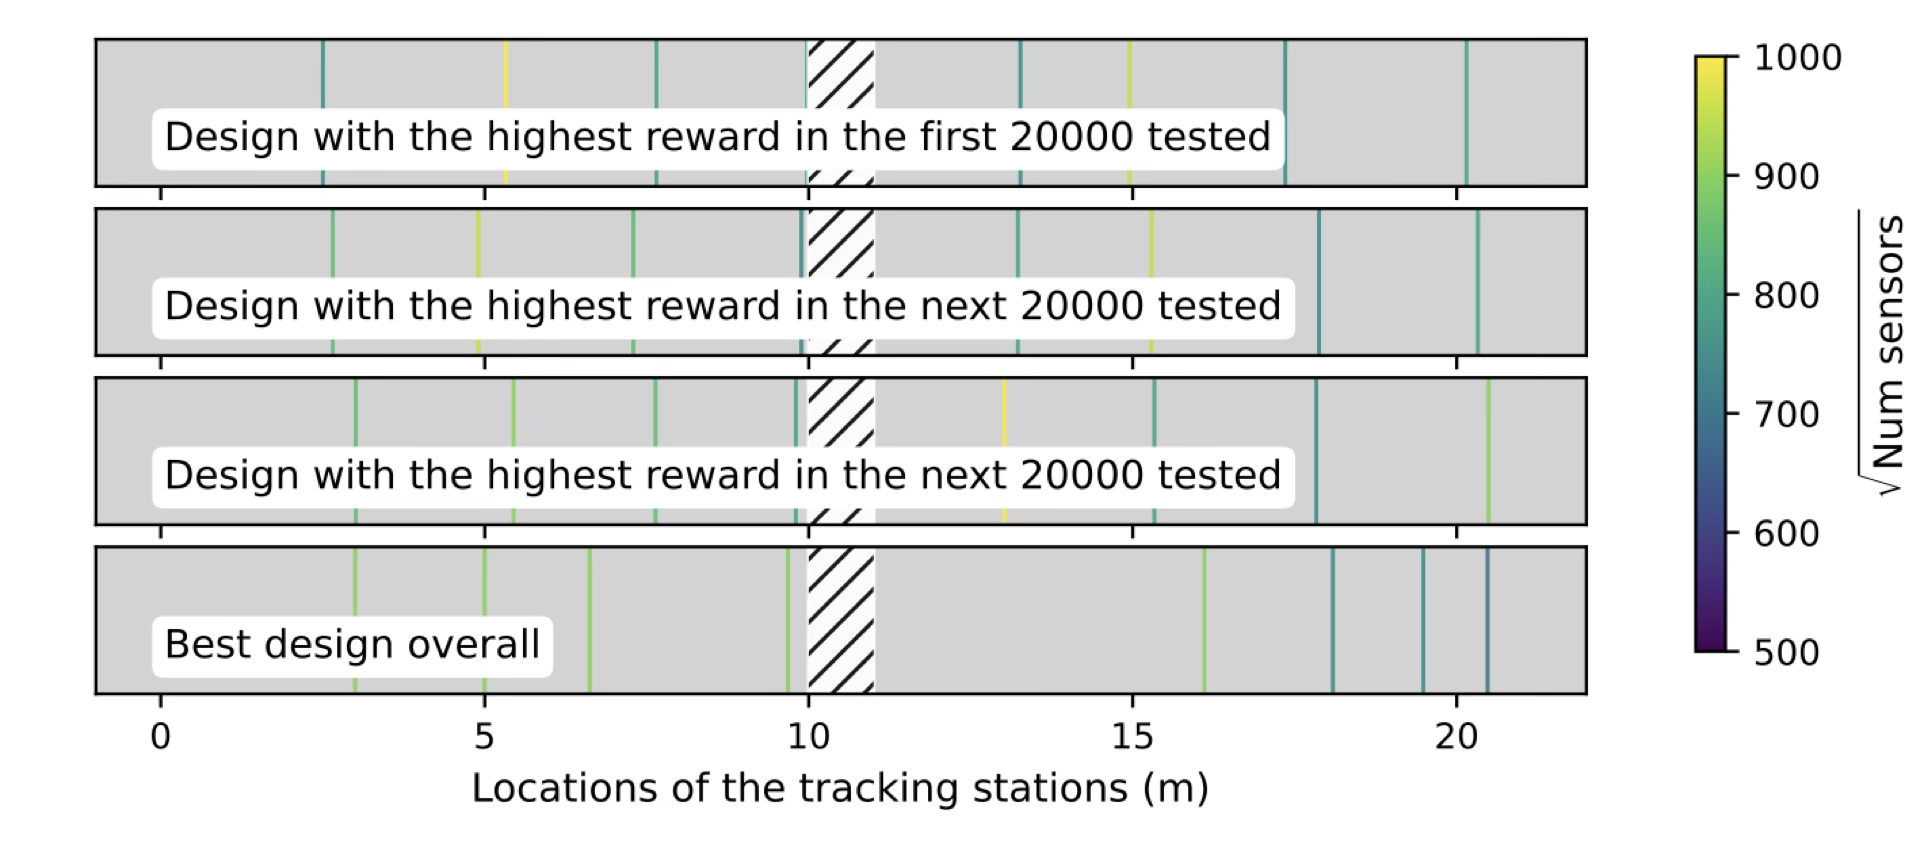 Design with the highest reward in the first 20000 tested
Design with the highest reward in the next 20000 tested
Design with the highest reward in the next 20000 tested
Best design overall
0 5 10 15 20
Locations of the tracking stations (m)
1000
900
800
700
600
500
√Num sensors